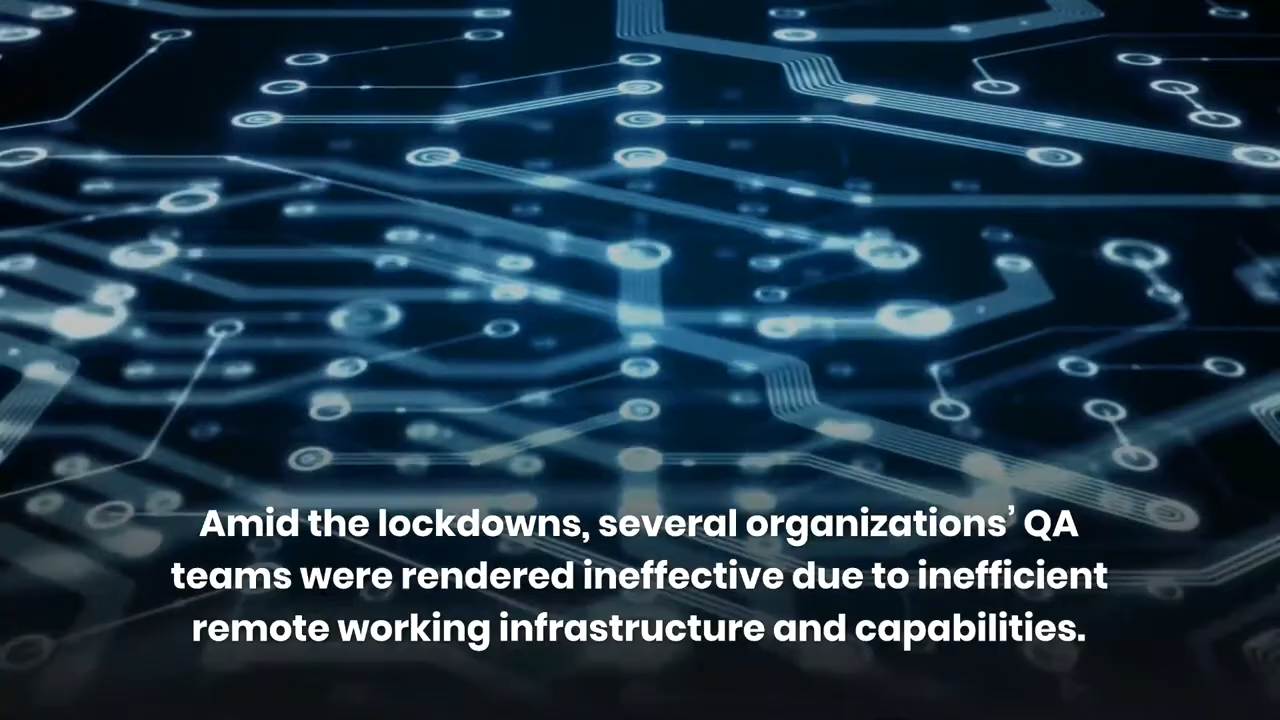 Amid the lockdowns, several organizations’ QA
teams were rendered ineffective due to inefficient
remote working infrastructure and capabilities.